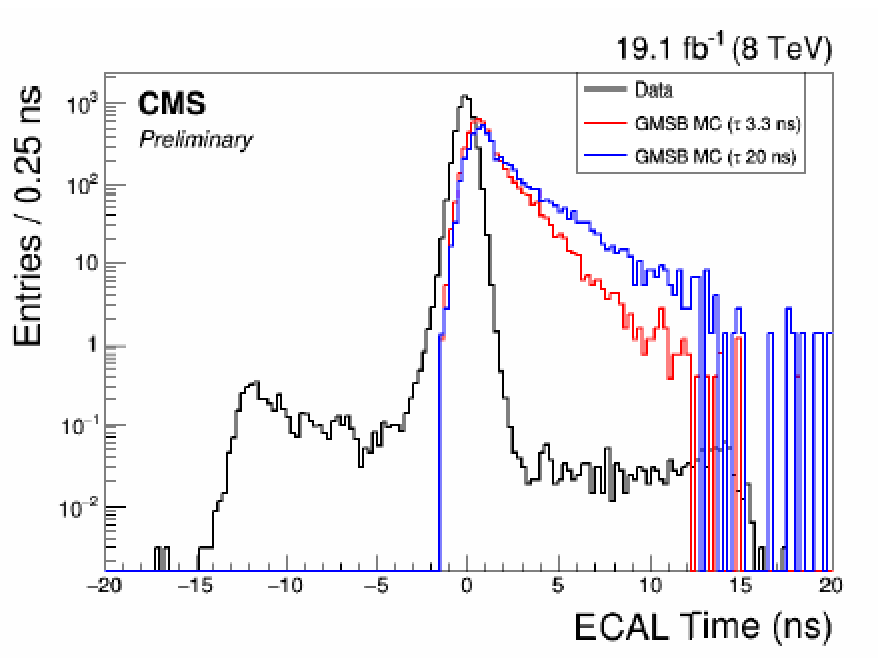 19.1 fb⁻¹ (8 TeV)
Entries / 0.25 ns
CMS
Preliminary
Data
GMSB MC (τ 3.3 ns)
GMSB MC (τ 20 ns)
10³
10²
10
1
10⁻¹
10⁻²
−20 −15 −10 −5 0 5 10 15 20
ECAL Time (ns)